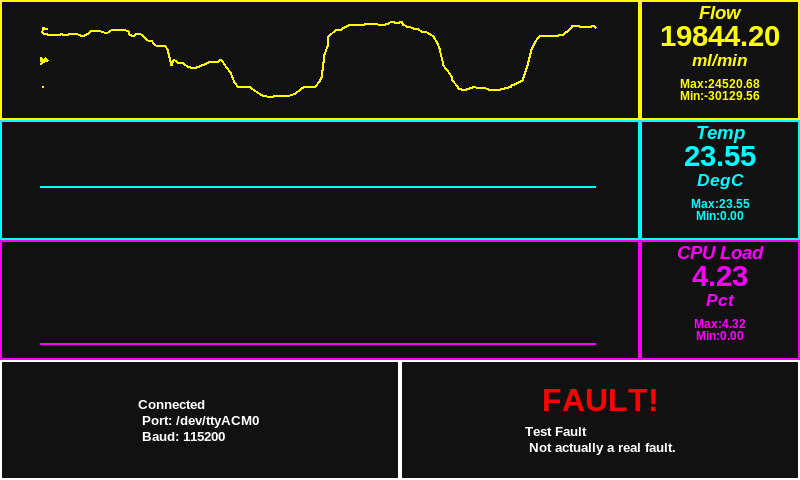 Flow
19844.20
ml/min
Max:24520.68
Min:-30129.56
Temp
23.55
DegC
Max:23.55
Min:0.00
CPU Load
4.23
Pct
Max:4.32
Min:0.00
Connected
Port: /dev/ttyACM0
Baud: 115200
FAULT!
Test Fault
Not actually a real fault.